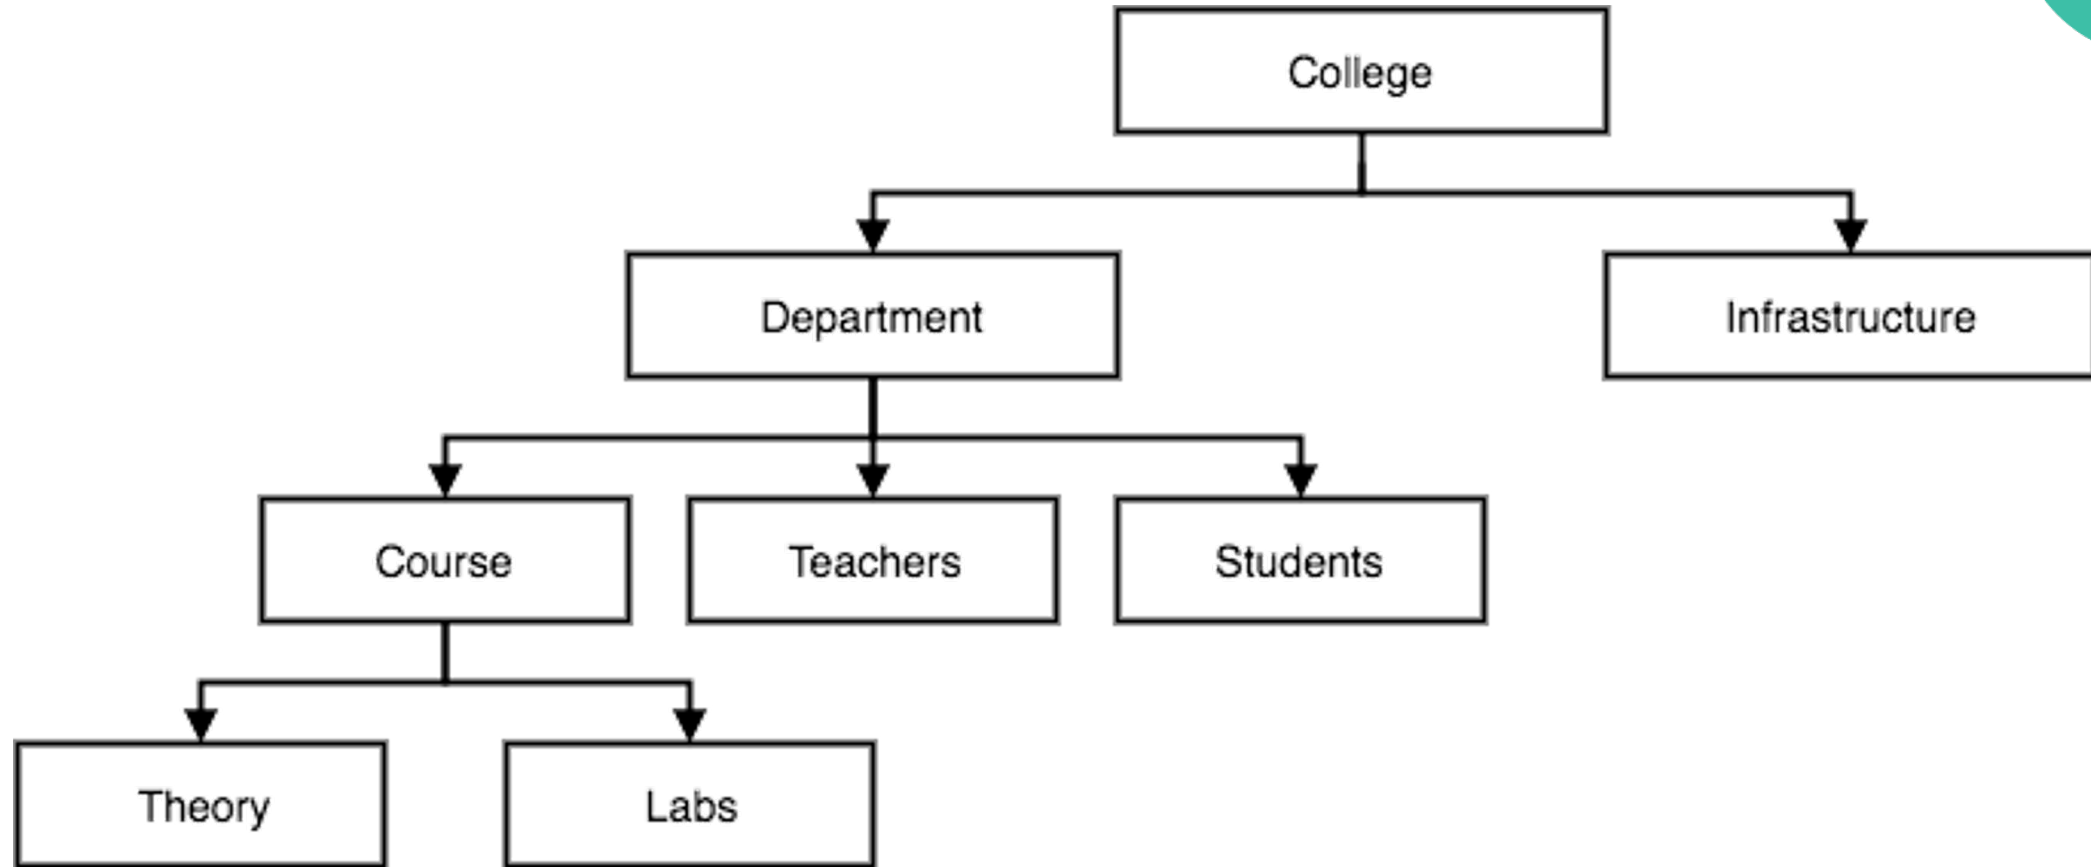 College
Department
Infrastructure
Course
Teachers
Students
Theory
Labs